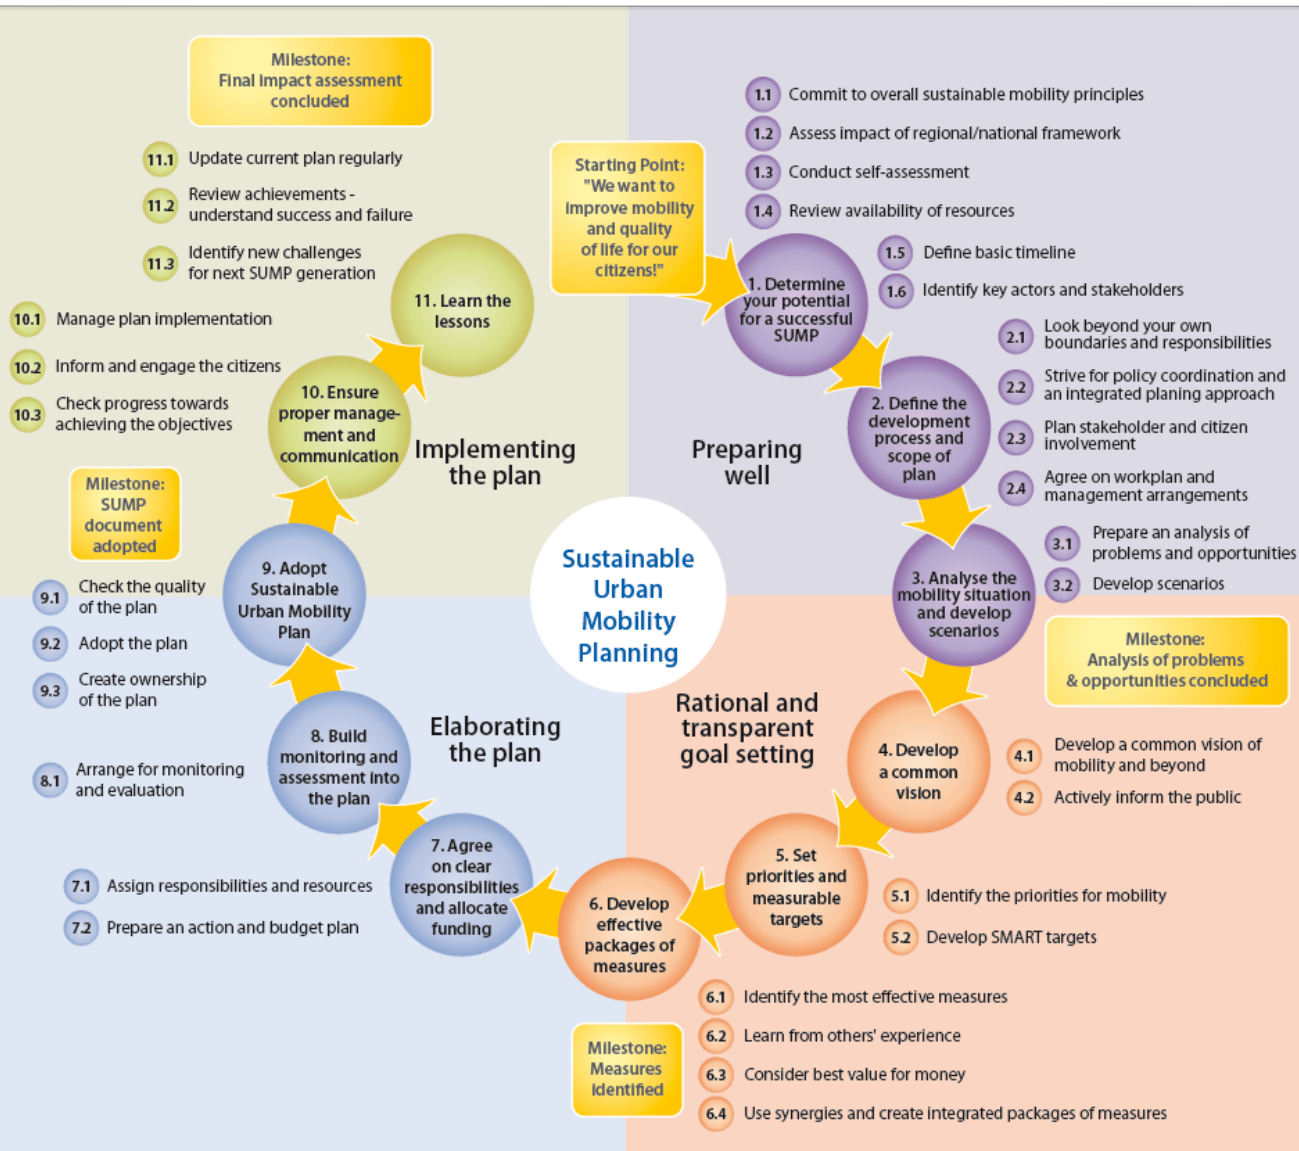 Milestone:
Final impact assessment
concluded
11.1 Update current plan regularly
11.2 Review achievements -
understand success and failure
11.3 Identify new challenges
for next SUMP generation
10.1 Manage plan implementation
10.2 Inform and engage the citizens
10.3 Check progress towards
achieving the objectives
11. Learn the
lessons
10. Ensure
proper manage-
ment and
communication
Implementing
the plan
Starting Point:
"We want to
improve mobility
and quality
of life for our
citizens!"
1.1 Commit to overall sustainable mobility principles
1.2 Assess impact of regional/national framework
1.3 Conduct self-assessment
1.4 Review availability of resources
1.5 Define basic timeline
1.6 Identify key actors and stakeholders
1. Determine
your potential
for a successful
SUMP
2.1 Look beyond your own
boundaries and responsibilities
2.2 Strive for policy coordination and
an integrated planing approach
2.3 Plan stakeholder and citizen
involvement
2.4 Agree on workplan and
management arrangements
2. Define the
development
process and
scope of
plan
Preparing
well
3.1 Prepare an analysis of
problems and opportunities
3.2 Develop scenarios
3. Analyse the
mobility situation
and develop
scenarios
Milestone:
Analysis of problems
& opportunities concluded
Sustainable
Urban
Mobility
Planning
Rational and
transparent
goal setting
4. Develop
a common
vision
4.1 Develop a common vision of
mobility and beyond
4.2 Actively inform the public
5. Set
priorities and
measurable
targets
5.1 Identify the priorities for mobility
5.2 Develop SMART targets
6. Develop
effective
packages of
measures
6.1 Identify the most effective measures
6.2 Learn from others' experience
6.3 Consider best value for money
6.4 Use synergies and create integrated packages of measures
Milestone:
Measures
identified
Elaborating
the plan
7. Agree
on clear
responsibilities
and allocate
funding
7.1 Assign responsibilities and resources
7.2 Prepare an action and budget plan
8. Build
monitoring and
assessment into
the plan
8.1 Arrange for monitoring
and evaluation
9. Adopt
Sustainable
Urban Mobility
Plan
9.1 Check the quality
of the plan
9.2 Adopt the plan
9.3 Create ownership
of the plan
Milestone:
SUMP
document
adopted